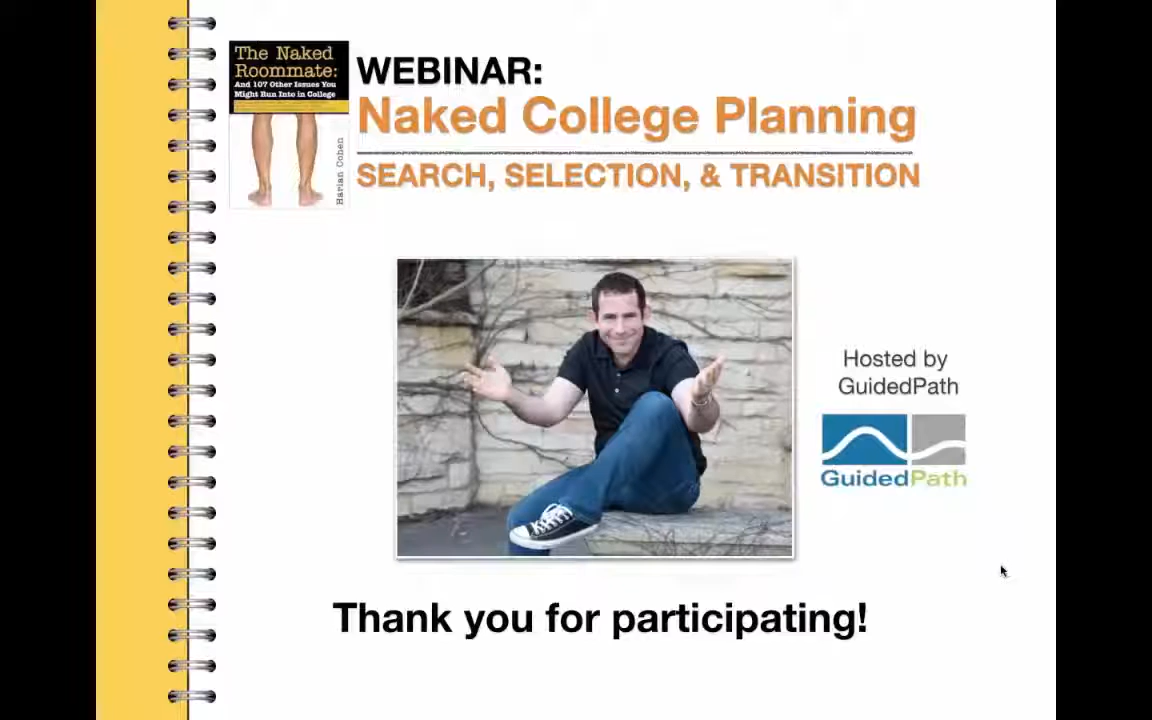 The Naked
Roommate:
And 107 Other Issues You
Might Run Into in College
Harlan Cohen
WEBINAR:
Naked College Planning
SEARCH, SELECTION, & TRANSITION
Hosted by
GuidedPath
GuidedPath
Thank you for participating!